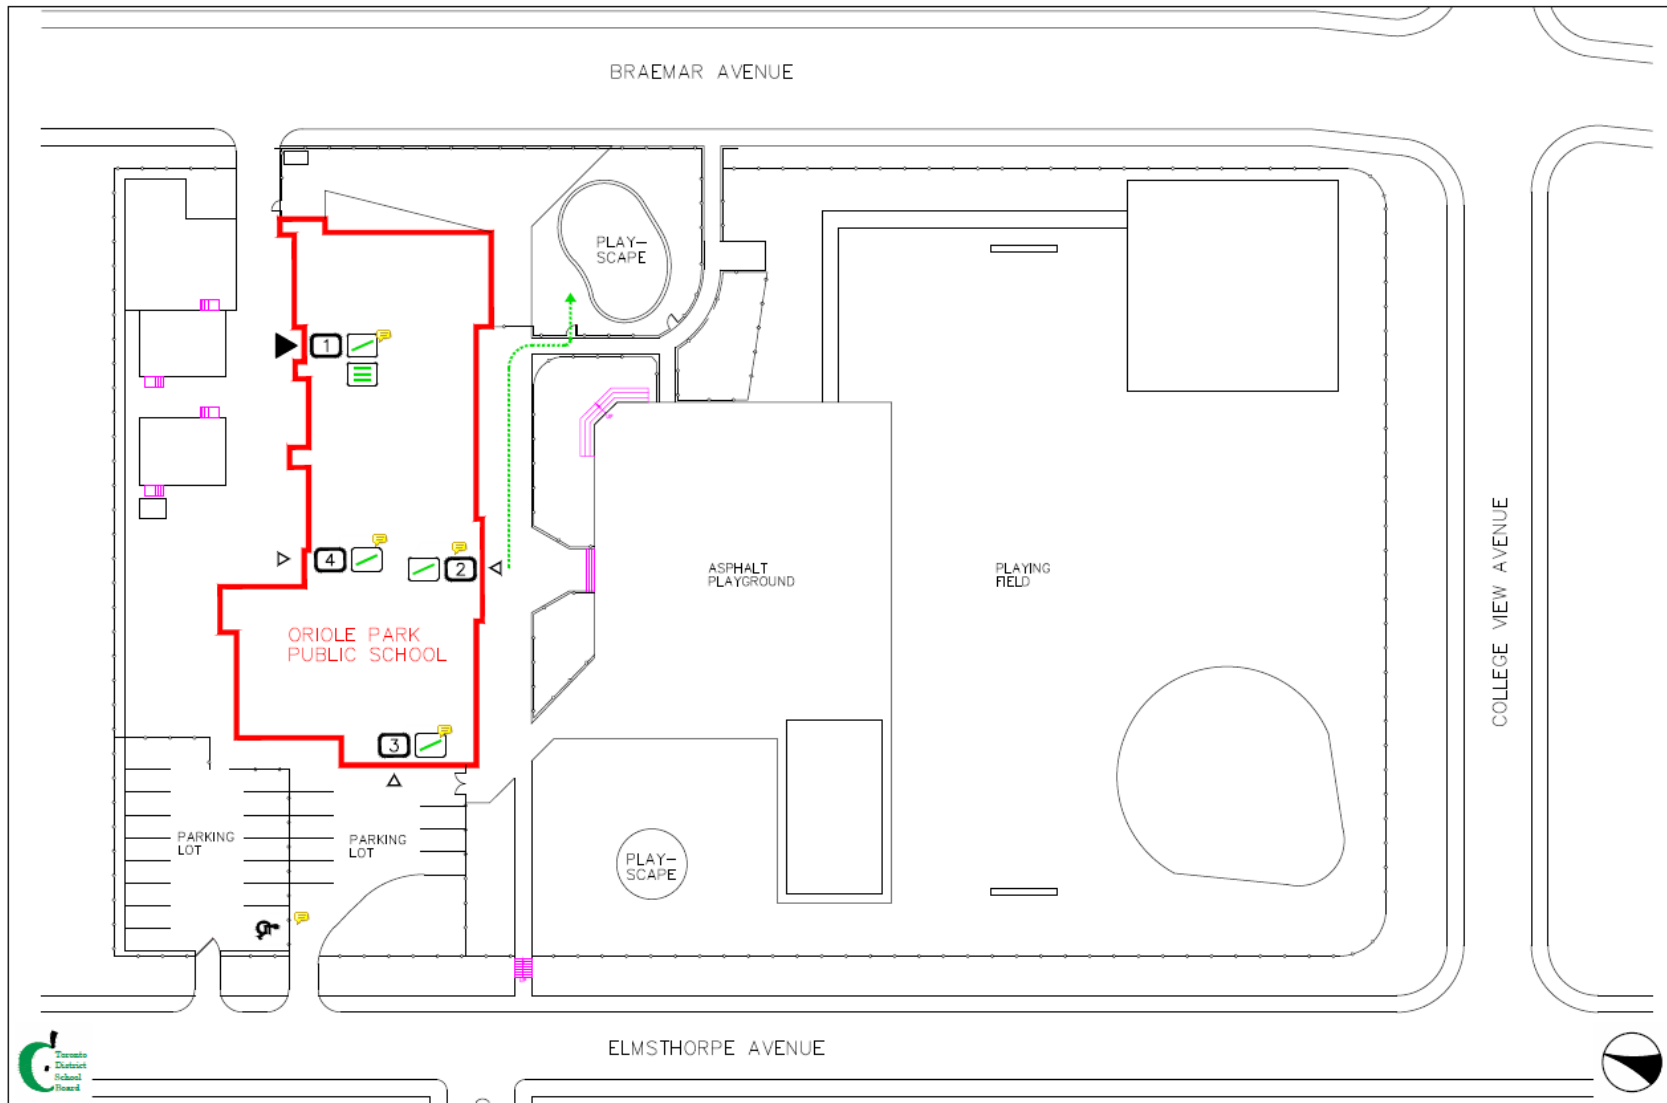 BRAEMAR AVENUE
PLAY-
SCAPE
1
4
2
ASPHALT
PLAYGROUND
PLAYING
FIELD
COLLEGE VIEW AVENUE
ORIOLE PARK
PUBLIC SCHOOL
3
PARKING
LOT
PARKING
LOT
PLAY-
SCAPE
ELMSTHORPE AVENUE
Toronto
District
School
Board